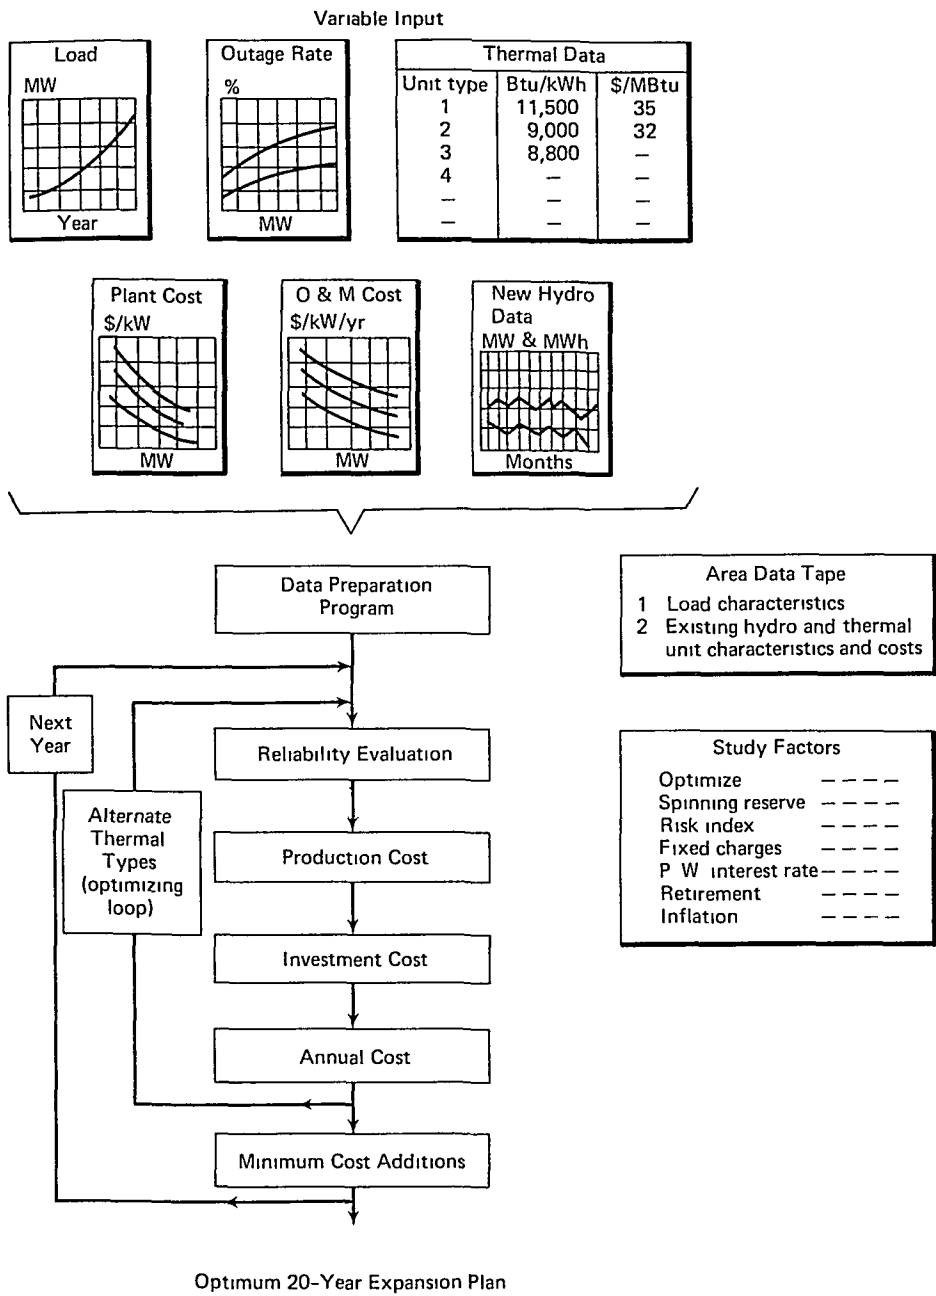 Variable Input
Load
MW
Year
Outage Rate
%
MW
Thermal Data
Unit type Btu/kWh $/MBtu
1 11,500 35
2 9,000 32
3 8,800 –
4 – –
– – –
– – –
Plant Cost
$/kW
MW
O & M Cost
$/kW/yr
MW
New Hydro
Data
MW & MWh
Months
Data Preparation
Program
Area Data Tape
1 Load characteristics
2 Existing hydro and thermal
unit characteristics and costs
Next
Year
Alternate
Thermal
Types
(optimizing
loop)
Reliability Evaluation
Production Cost
Investment Cost
Annual Cost
Minimum Cost Additions
Study Factors
Optimize – – – –
Spinning reserve – – – –
Risk index – – – –
Fixed charges – – – –
P W interest rate – – – –
Retirement – – – –
Inflation – – – –
Optimum 20-Year Expansion Plan